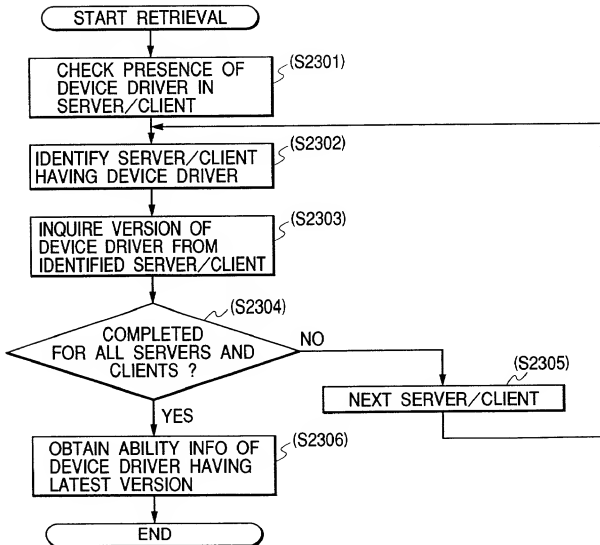 START RETRIEVAL
CHECK PRESENCE OF
DEVICE DRIVER IN
SERVER/CLIENT
(S2301)
IDENTIFY SERVER/CLIENT
HAVING DEVICE DRIVER
(S2302)
INQUIRE VERSION OF
DEVICE DRIVER FROM
IDENTIFIED SERVER/CLIENT
(S2303)
COMPLETED
FOR ALL SERVERS AND
CLIENTS ?
(S2304)
NO
(S2305)
NEXT SERVER/CLIENT
YES
OBTAIN ABILITY INFO OF
DEVICE DRIVER HAVING
LATEST VERSION
(S2306)
END